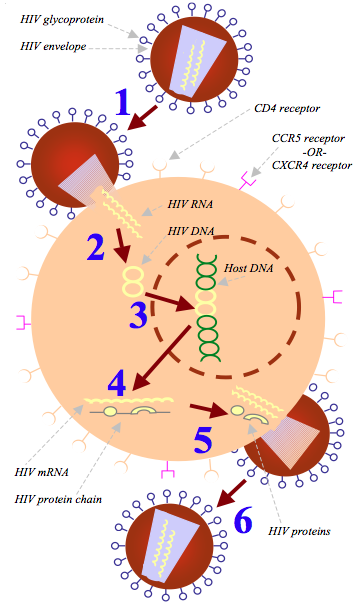 HIV glycoprotein
HIV envelope
1
CD4 receptor
CCR5 receptor
-OR-
CXCR4 receptor
HIV RNA
2
HIV DNA
Host DNA
3
4
5
HIV mRNA
HIV protein chain
6
HIV proteins